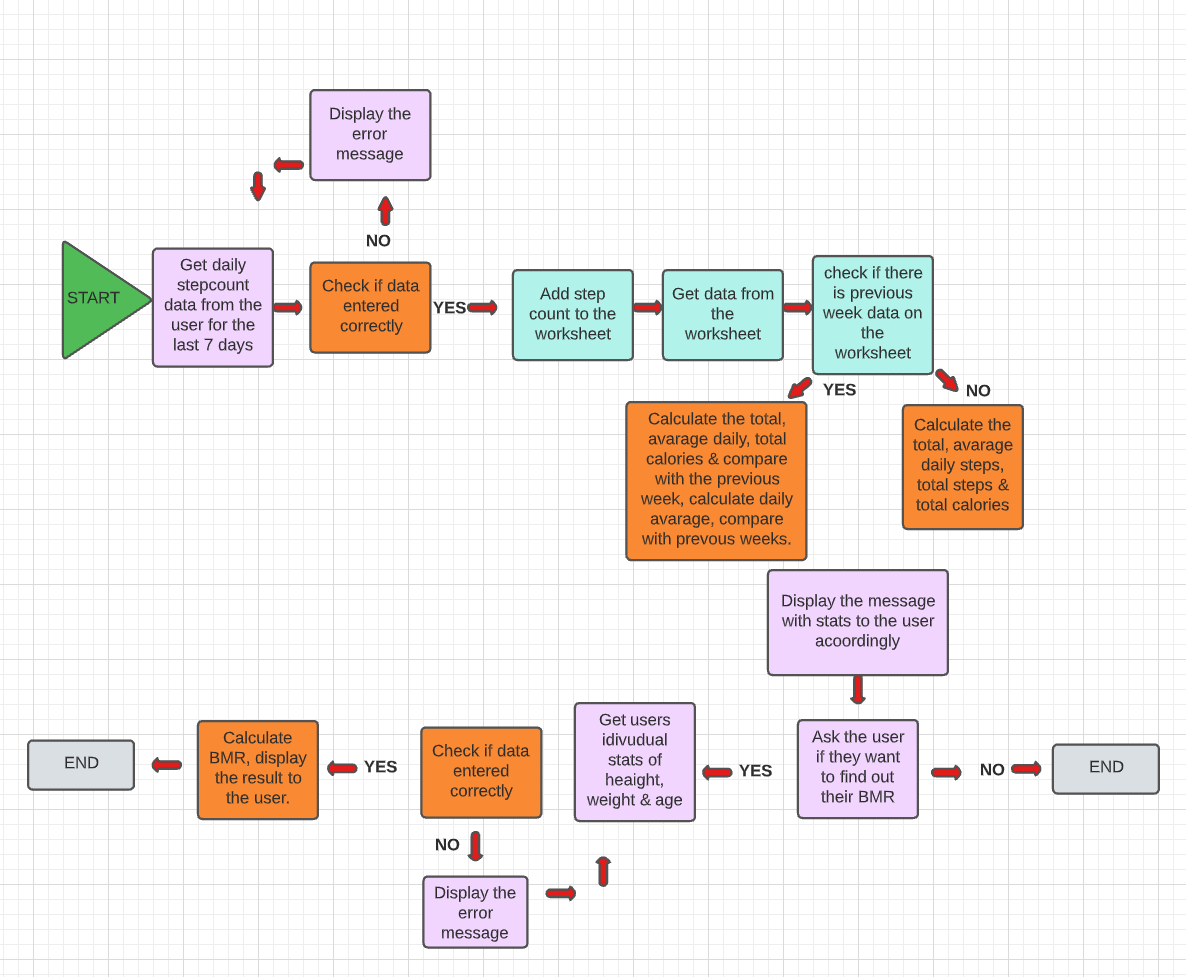 Display the
error
message
NO
START
Get daily
stepcount
data from the
user for the
last 7 days
Check if data
entered
correctly
YES
Add step
count to the
worksheet
Get data from
the
worksheet
check if there
is previous
week data on
the
worksheet
YES
NO
Calculate the total,
avarage daily, total
calories & compare
with the previous
week, calculate daily
avarage, compare
with prevous weeks.
Calculate the
total, avarage
daily steps,
total steps &
total calories
Display the message
with stats to the user
acoordingly
Ask the user
if they want
to find out
their BMR
NO
END
YES
Get users
idivudual
stats of
heaight,
weight & age
Check if data
entered
correctly
YES
Calculate
BMR, display
the result to
the user.
END
NO
Display the
error
message